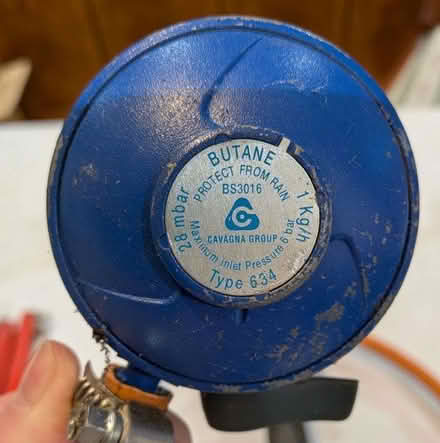 BUTANE
PROTECT FROM RAIN
BS3016
28 mbar
1 Kg/h
CAVAGNA GROUP
Maximum inlet Pressure 6 bar
Type 634